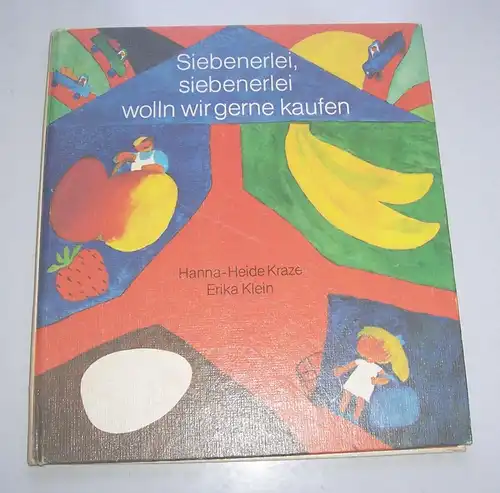 Siebenerlei,
siebenerlei
wolln wir gerne kaufen
Hanna-Heide Kraze
Erika Klein